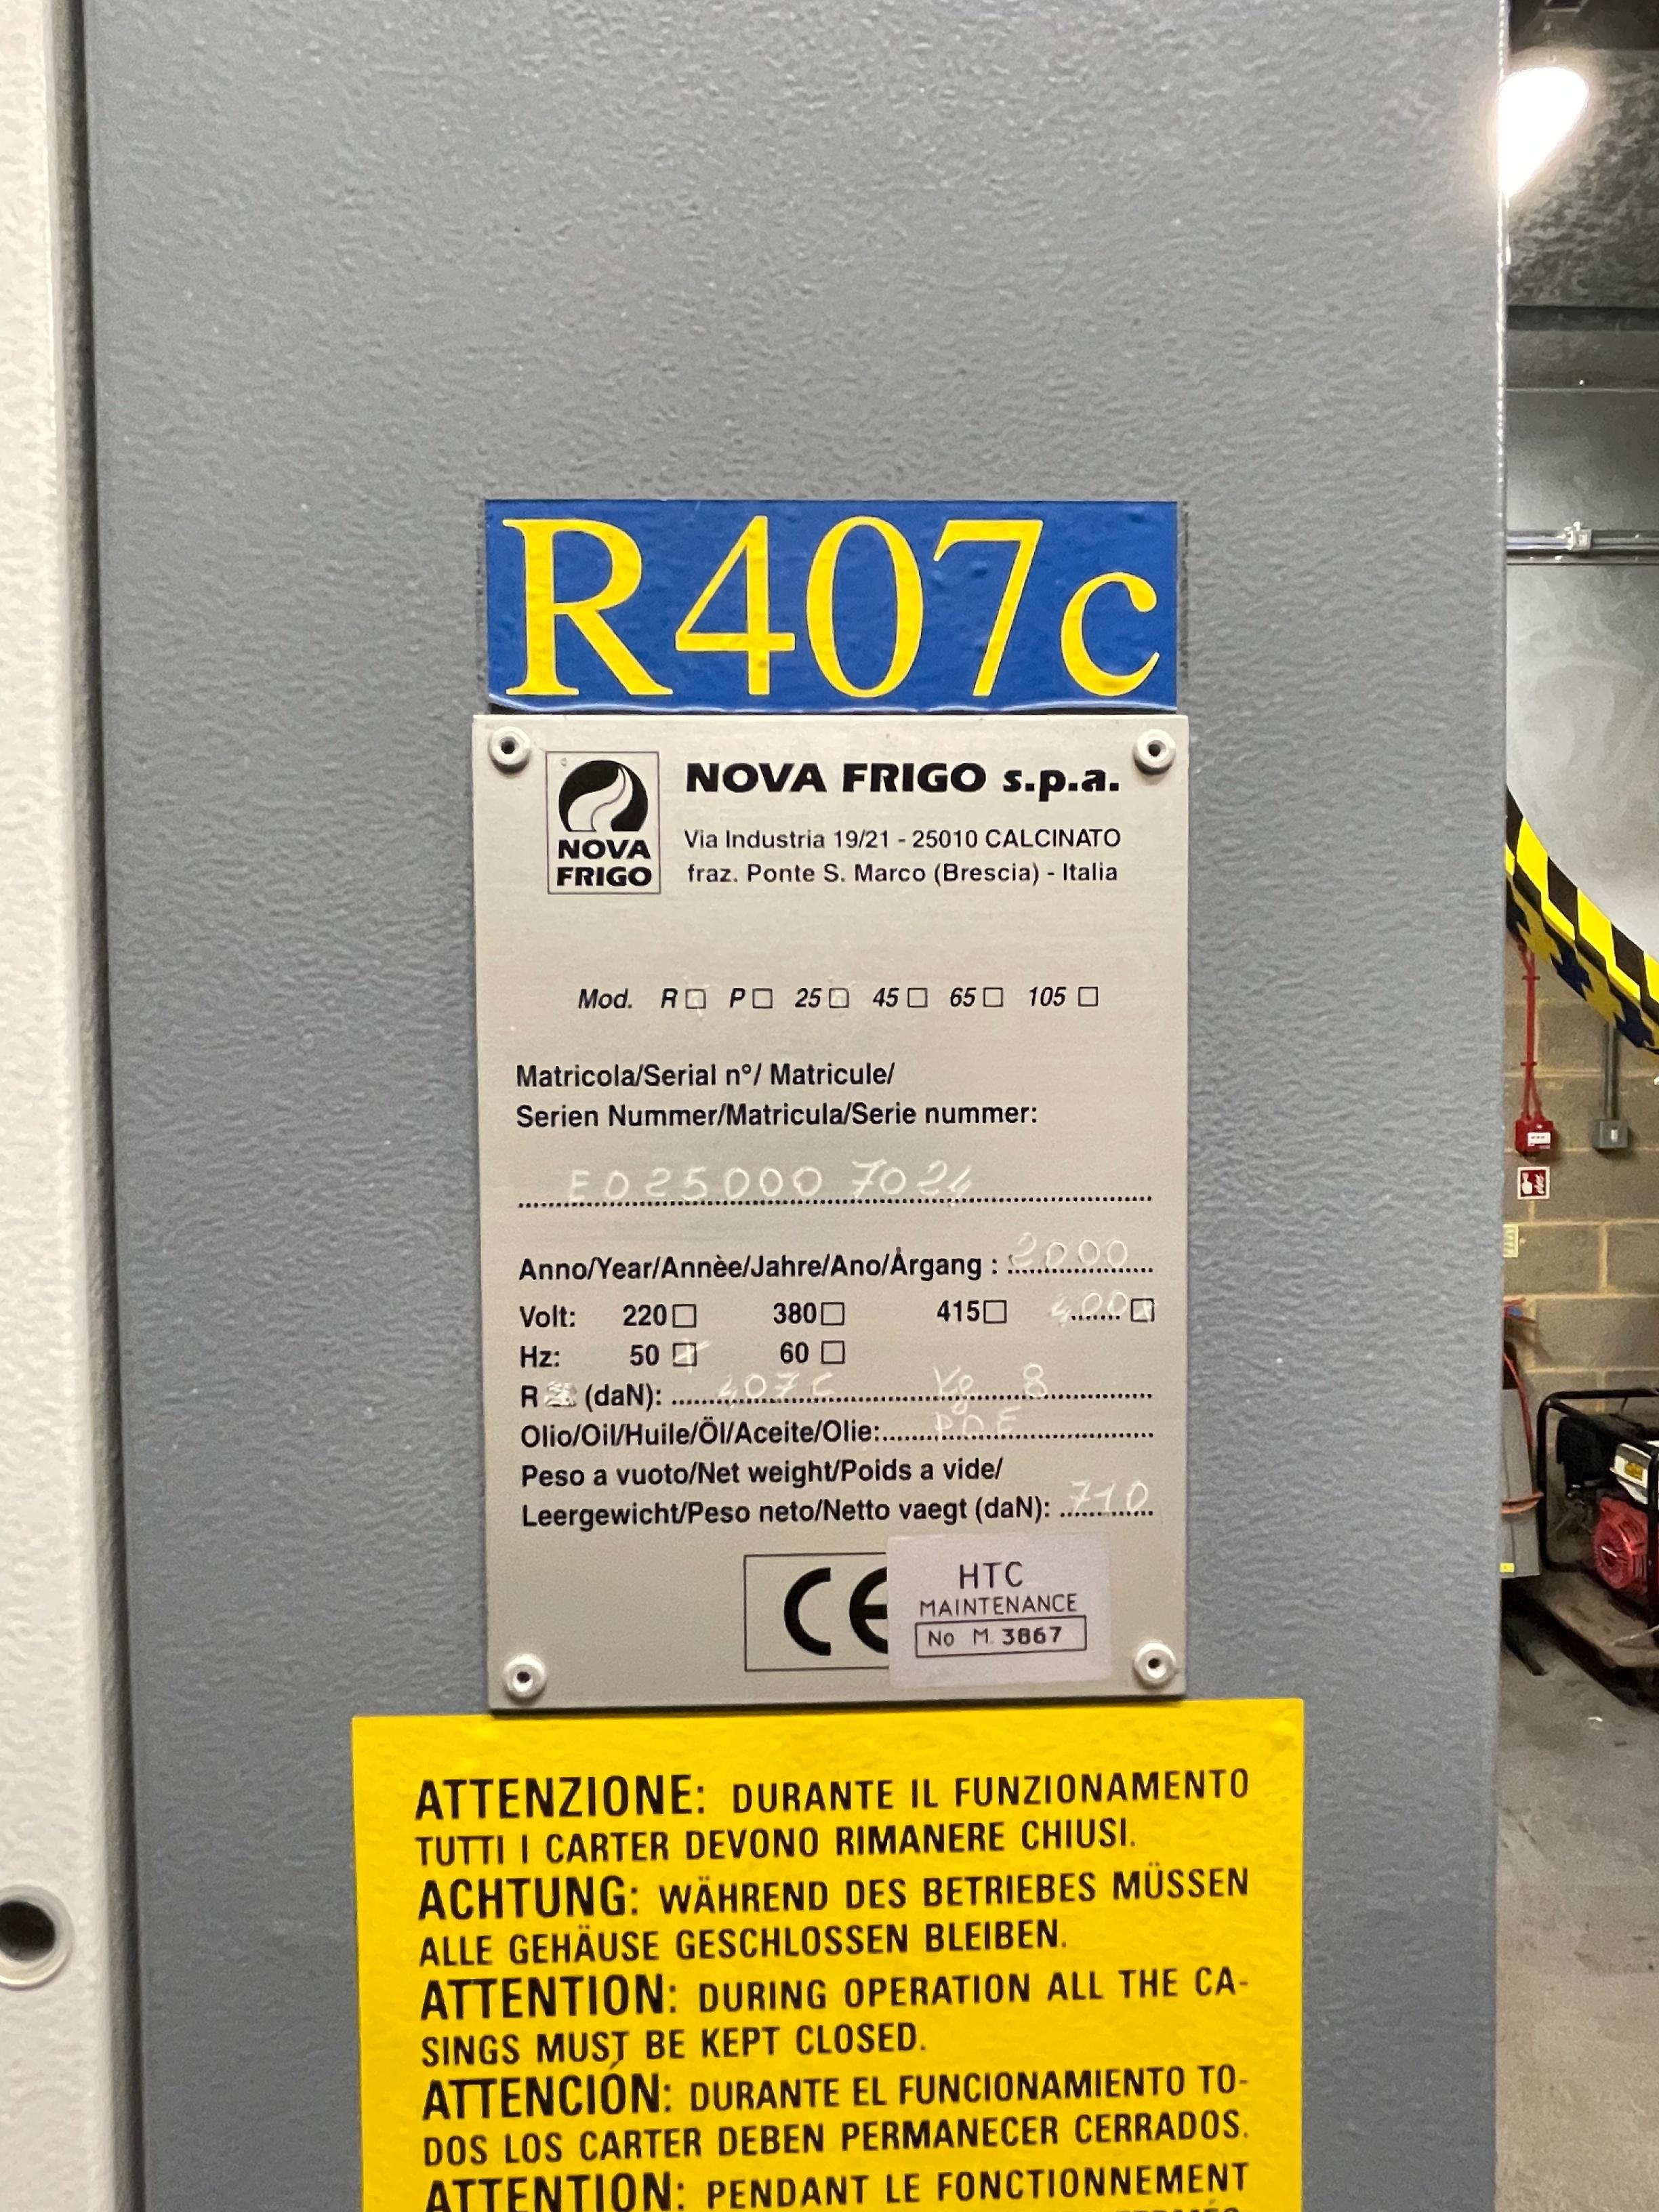 R407c
NOVA FRIGO s.p.a.
NOVA
FRIGO
Via Industria 19/21 - 25010 CALCINATO
fraz. Ponte S. Marco (Brescia) - Italia
Mod. R☐ P☐ 25☐ 45☐ 65☐ 105☐
Matricola/Serial n°/ Matricule/
Serien Nummer/Matricula/Serie nummer:
E025000 7024
Anno/Year/Annèe/Jahre/Ano/Årgang : 2000
Volt: 220☐ 380☐ 415☐ 400☒
Hz: 50☒ 60☐
R (daN): 407C Kg 8
Olio/Oil/Huile/Öl/Aceite/Olie: POE
Peso a vuoto/Net weight/Poids a vide/
Leergewicht/Peso neto/Netto vaegt (daN): 710
CE
HTC
MAINTENANCE
No M. 3867
ATTENZIONE: DURANTE IL FUNZIONAMENTO
TUTTI I CARTER DEVONO RIMANERE CHIUSI.
ACHTUNG: WÄHREND DES BETRIEBES MÜSSEN
ALLE GEHÄUSE GESCHLOSSEN BLEIBEN.
ATTENTION: DURING OPERATION ALL THE CA-
SINGS MUST BE KEPT CLOSED.
ATTENCIÓN: DURANTE EL FUNCIONAMIENTO TO-
DOS LOS CARTER DEBEN PERMANECER CERRADOS.
ATTENTION: PENDANT LE FONCTIONNEMENT